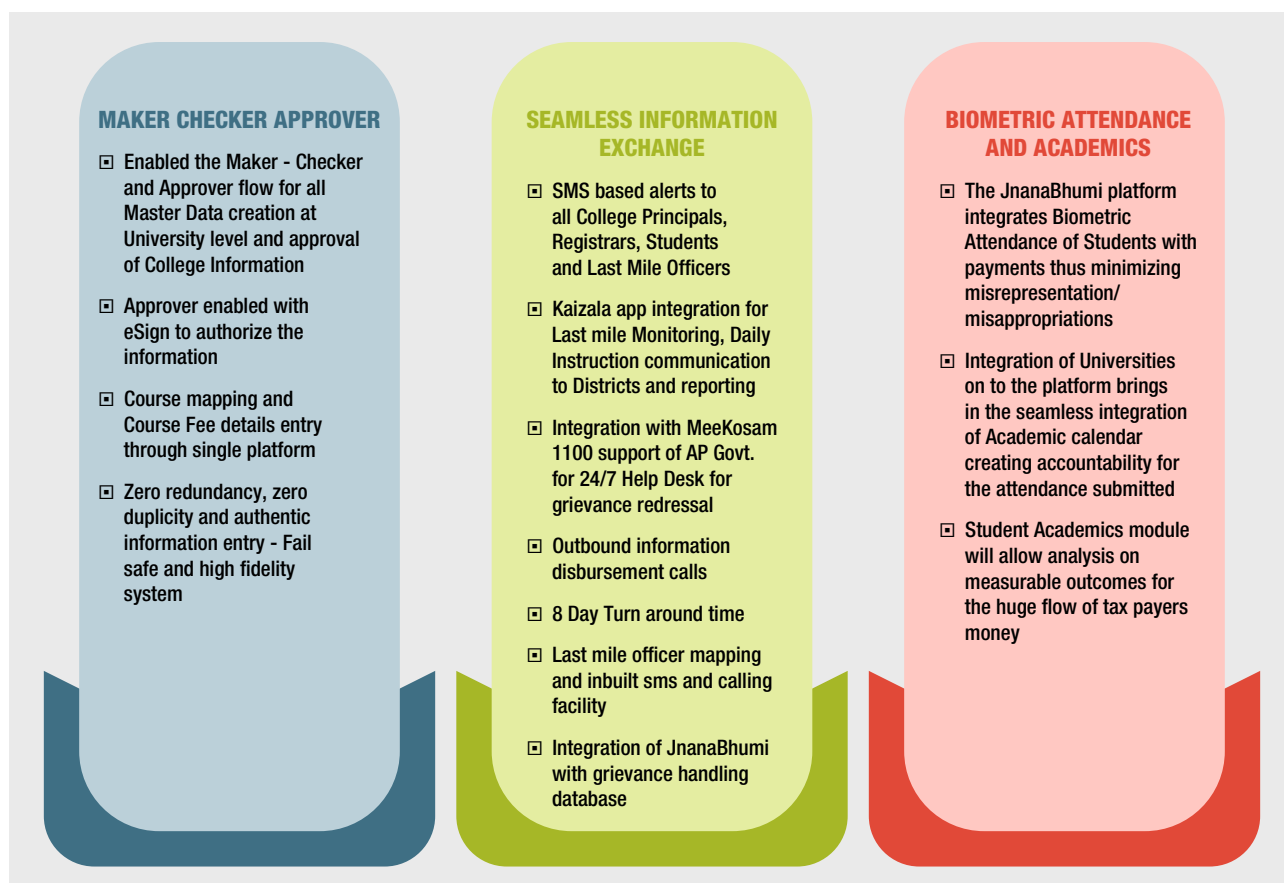 MAKER CHECKER APPROVER
Enabled the Maker - Checker
and Approver flow for all
Master Data creation at
University level and approval
of College Information
Approver enabled with
eSign to authorize the
information
Course mapping and
Course Fee details entry
through single platform
Zero redundancy, zero
duplicity and authentic
information entry - Fail
safe and high fidelity
system
SEAMLESS INFORMATION
EXCHANGE
SMS based alerts to
all College Principals,
Registrars, Students
and Last Mile Officers
Kaizala app integration for
Last mile Monitoring, Daily
Instruction communication
to Districts and reporting
Integration with MeeKosam
1100 support of AP Govt.
for 24/7 Help Desk for
grievance redressal
Outbound information
disbursement calls
8 Day Turn around time
Last mile officer mapping
and inbuilt sms and calling
facility
Integration of JnanaBhumi
with grievance handling
database
BIOMETRIC ATTENDANCE
AND ACADEMICS
The JnanaBhumi platform
integrates Biometric
Attendance of Students with
payments thus minimizing
misrepresentation/
misappropriations
Integration of Universities
on to the platform brings
in the seamless integration
of Academic calendar
creating accountability for
the attendance submitted
Student Academics module
will allow analysis on
measurable outcomes for
the huge flow of tax payers
money